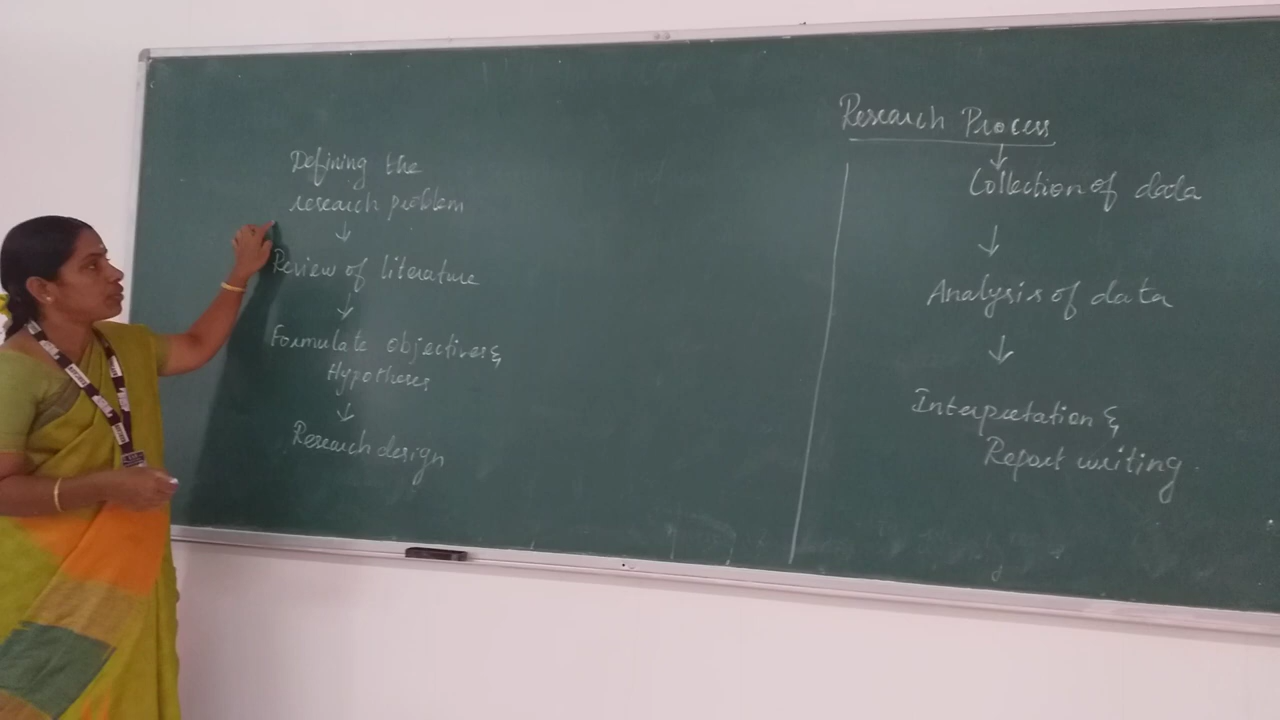 Defining the
research problem
↓
Review of literature
↓
Formulate objectives &
Hypotheses
↓
Research design
Research Process
↓
Collection of data
↓
Analysis of data
↓
Interpretation &
Report writing